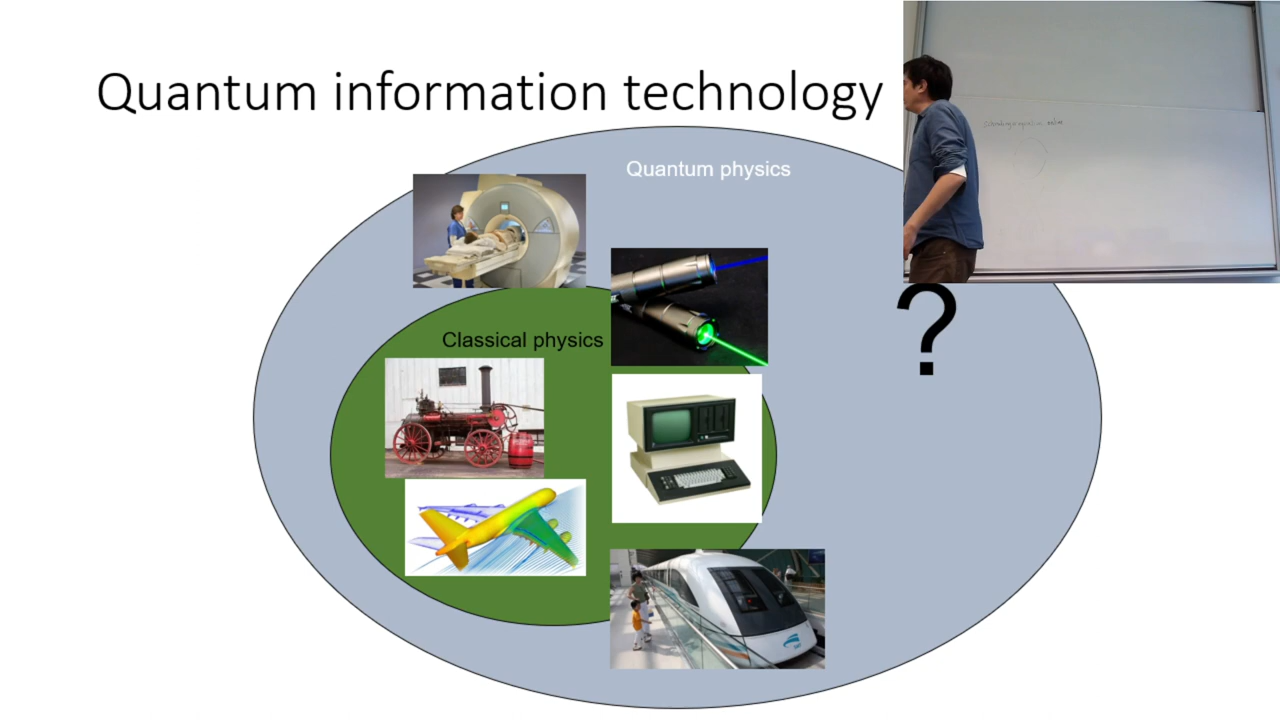 Quantum information technology
Quantum physics
?
Classical physics